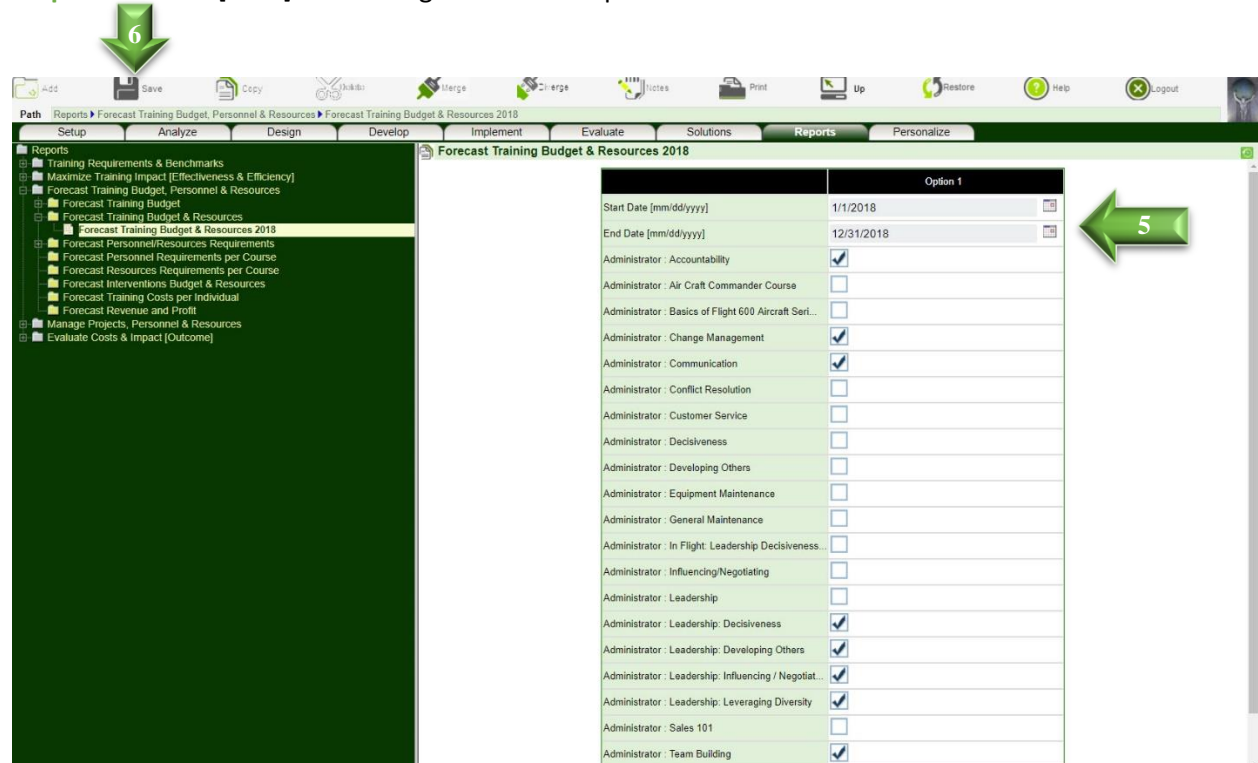 6
Add Save Copy Merge Notes Print Up Restore Help Logout
Path Reports Forecast Training Budget, Personnel & Resources Forecast Training Budget & Resources 2018
Setup Analyze Design Develop Implement Evaluate Solutions Reports Personalize
Reports
Training Requirements & Benchmarks
Maximize Training Impact [Effectiveness & Efficiency]
Forecast Training Budget, Personnel & Resources
Forecast Training Budget
Forecast Training Budget & Resources
Forecast Training Budget & Resources 2018
Forecast Personnel/Resources Requirements
Forecast Personnel Requirements per Course
Forecast Resources Requirements per Course
Forecast Interventions Budget & Resources
Forecast Training Costs per Individual
Forecast Revenue and Profit
Manage Projects, Personnel & Resources
Evaluate Costs & Impact [Outcome]
Forecast Training Budget & Resources 2018
Option 1
Start Date [mm/dd/yyyy] 1/1/2018
End Date [mm/dd/yyyy] 12/31/2018
5
Administrator : Accountability
Administrator : Air Craft Commander Course
Administrator : Basics of Flight 600 Aircraft Seri...
Administrator : Change Management
Administrator : Communication
Administrator : Conflict Resolution
Administrator : Customer Service
Administrator : Decisiveness
Administrator : Developing Others
Administrator : Equipment Maintenance
Administrator : General Maintenance
Administrator : In Flight: Leadership Decisiveness...
Administrator : Influencing/Negotiating
Administrator : Leadership
Administrator : Leadership: Decisiveness
Administrator : Leadership: Developing Others
Administrator : Leadership: Influencing / Negotiat...
Administrator : Leadership: Leveraging Diversity
Administrator : Sales 101
Administrator : Team Building